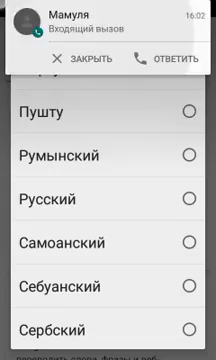 Мамуля 16:02
Входящий вызов
ЗАКРЫТЬ ОТВЕТИТЬ
Пушту
Румынский
Русский
Самоанский
Себуанский
Сербский